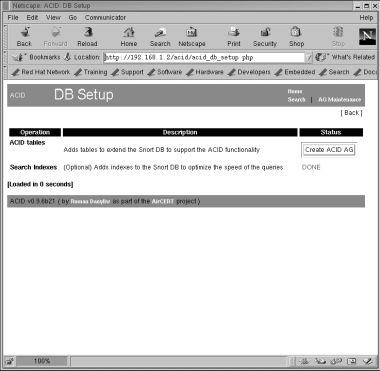 Netscape: ACID: DB Setup
File Edit View Go Communicator Help
Back Forward Reload Home Search Netscape Print Security Shop Stop
Bookmarks Location: http://192.168.1.2/acid/acid_db_setup.php What's Related
Red Hat Network Training Support Software Hardware Developers Embedded Search Docu
ACID DB Setup
Home
Search | AG Maintenance
[ Back ]
Operation Description Status
ACID tables
Adds tables to extend the Snort DB to support the ACID functionality Create ACID AG
Search Indexes (Optional) Adds indexes to the Snort DB to optimize the speed of the queries DONE
[Loaded in 0 seconds]
ACID v0.9.6b21 ( by Roman Danyliw as part of the AirCERT project )
100%